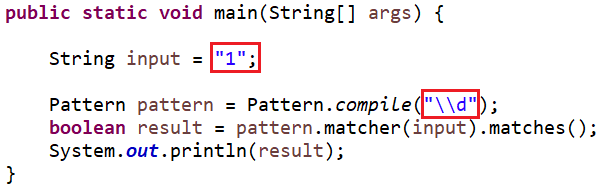 public static void main(String[] args) {
String input = "1";
Pattern pattern = Pattern.compile("\\d");
boolean result = pattern.matcher(input).matches();
System.out.println(result);
}